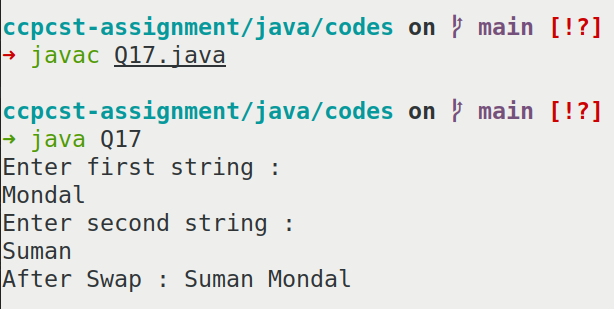 ccpcst-assignment/java/codes on  main [!?]
➜ javac Q17.java
ccpcst-assignment/java/codes on  main [!?]
➜ java Q17
Enter first string :
Mondal
Enter second string :
Suman
After Swap : Suman Mondal